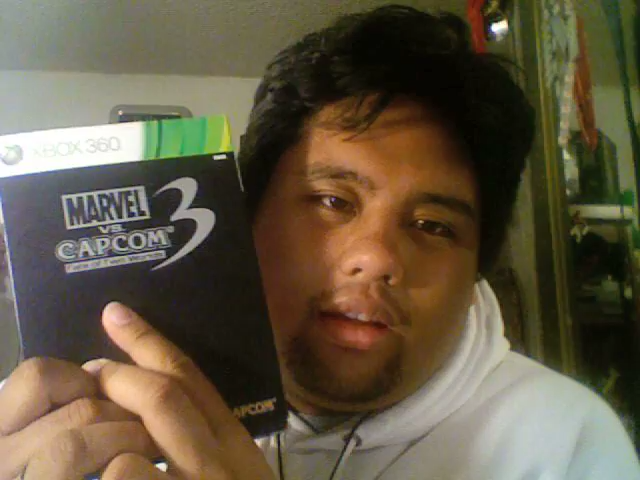 XBOX 360
MARVEL
VS.
CAPCOM 3
Fate of Two Worlds
CAPCOM